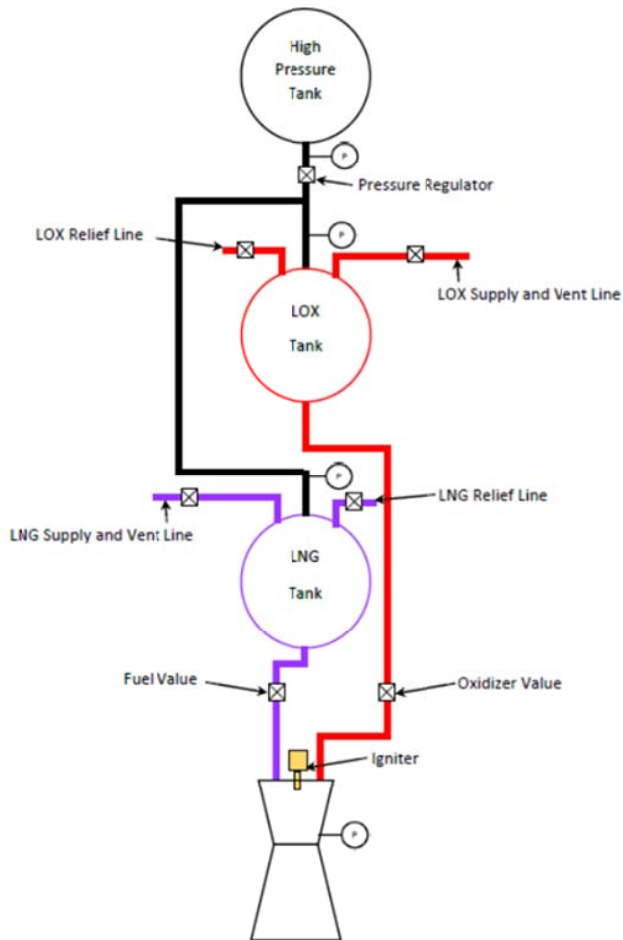 High
Pressure
Tank
P
Pressure Regulator
LOX Relief Line
P
LOX Supply and Vent Line
LOX
Tank
P
LNG Relief Line
LNG Supply and Vent Line
LNG
Tank
Fuel Value
Oxidizer Value
Igniter
P